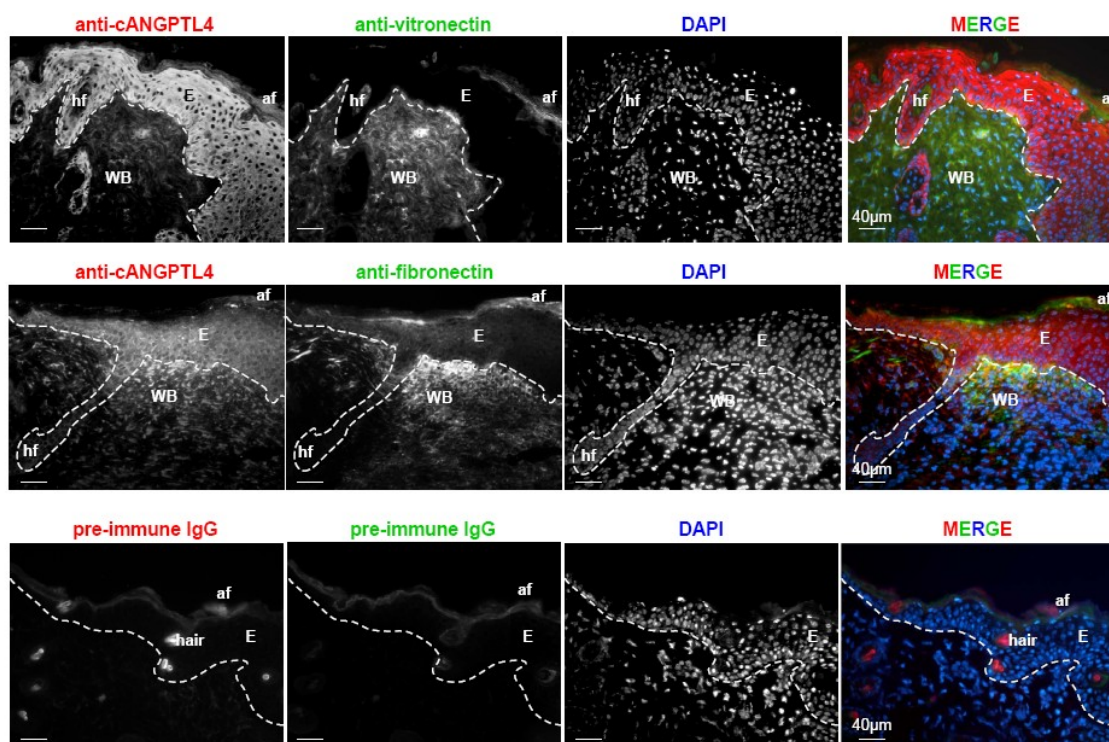 anti-cANGPTL4 anti-vitronectin DAPI MERGE
hf E af WB
hf E af WB
hf E WB
hf E af WB 40µm
anti-cANGPTL4 anti-fibronectin DAPI MERGE
af E WB hf
af E WB hf
E WB hf
af E WB hf 40µm
pre-immune IgG pre-immune IgG DAPI MERGE
af E hair
af E
E
af E hair 40µm